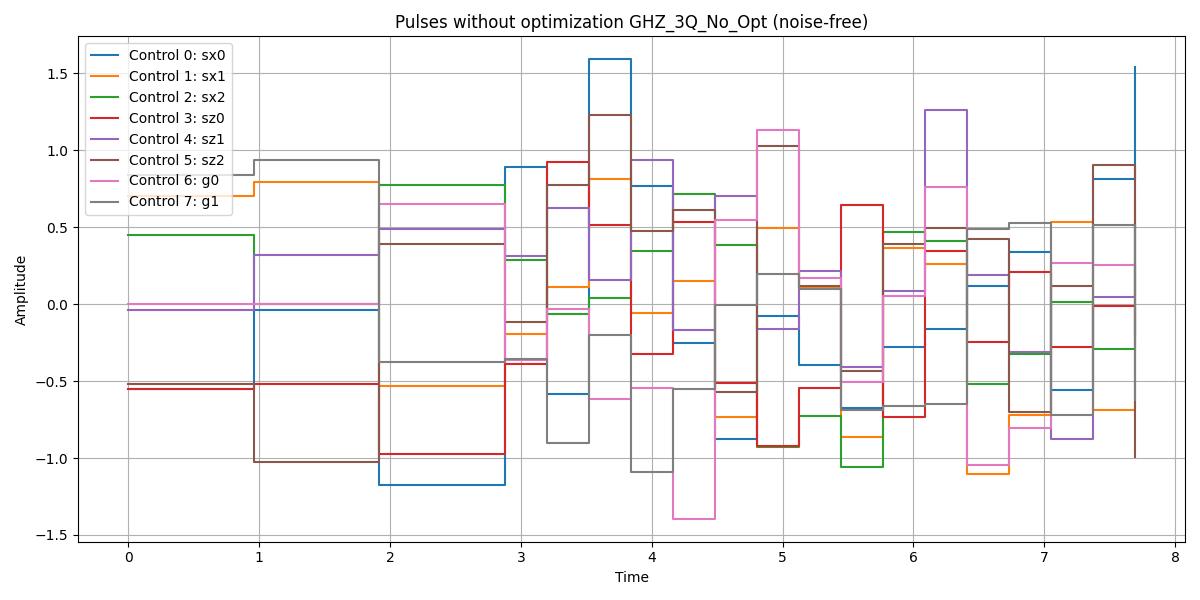 Pulses without optimization GHZ_3Q_No_Opt (noise-free)
Control 0: sx0
Control 1: sx1
Control 2: sx2
Control 3: sz0
Control 4: sz1
Control 5: sz2
Control 6: g0
Control 7: g1
1.5
1.0
0.5
0.0
−0.5
−1.0
−1.5
Amplitude
0 1 2 3 4 5 6 7 8
Time